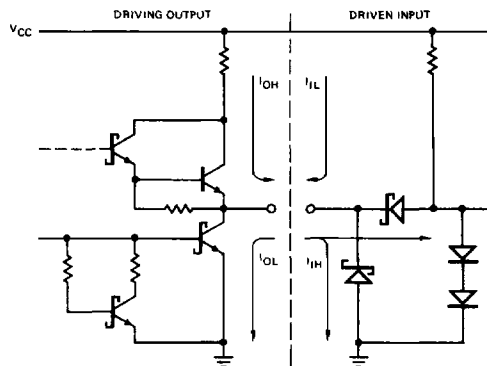 DRIVING OUTPUT
DRIVEN INPUT
VCC
IOH
IIL
IOL
IIH